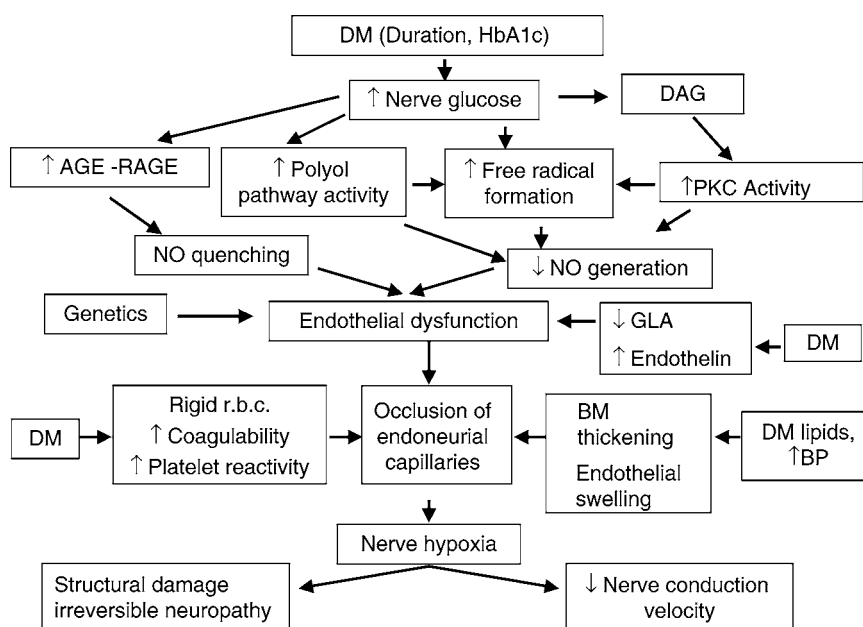 DM (Duration, HbA1c)
↑ Nerve glucose
DAG
↑ AGE -RAGE
↑ Polyol
pathway activity
↑ Free radical
formation
↑PKC Activity
NO quenching
↓ NO generation
Genetics
Endothelial dysfunction
↓ GLA
↑ Endothelin
DM
DM
Rigid r.b.c.
↑ Coagulability
↑ Platelet reactivity
Occlusion of
endoneurial
capillaries
BM
thickening
Endothelial
swelling
DM lipids,
↑BP
Nerve hypoxia
Structural damage
irreversible neuropathy
↓ Nerve conduction
velocity